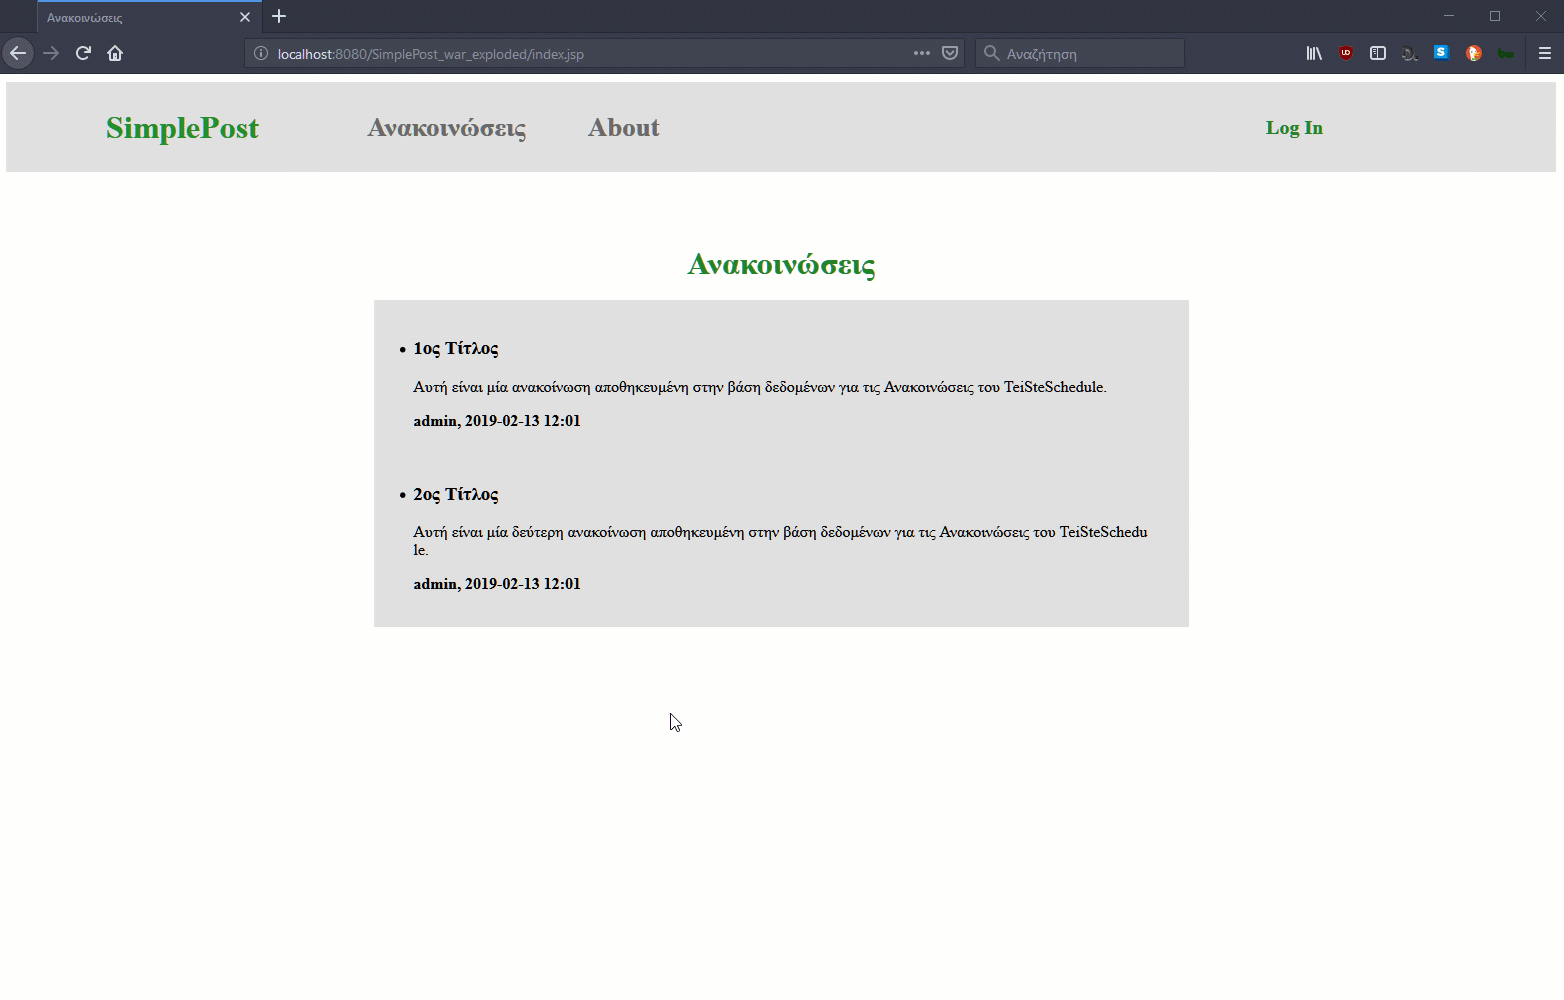 Ανακοινώσεις
localhost:8080/SimplePost_war_exploded/index.jsp
Αναζήτηση
SimplePost
Ανακοινώσεις
About
Log In
Ανακοινώσεις
1ος Τίτλος
Αυτή είναι μία ανακοίνωση αποθηκευμένη στην βάση δεδομένων για τις Ανακοινώσεις του TeiSteSchedule.
admin, 2019-02-13 12:01
2ος Τίτλος
Αυτή είναι μία δεύτερη ανακοίνωση αποθηκευμένη στην βάση δεδομένων για τις Ανακοινώσεις του TeiSteSchedu
le.
admin, 2019-02-13 12:01